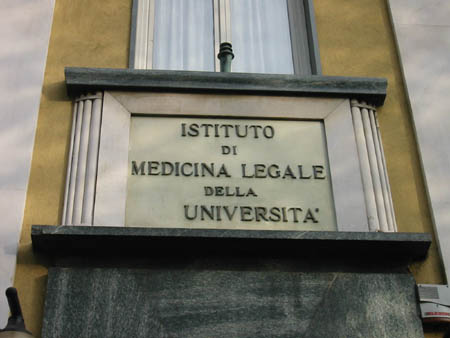 ISTITUTO
DI
MEDICINA LEGALE
DELLA
UNIVERSITA'